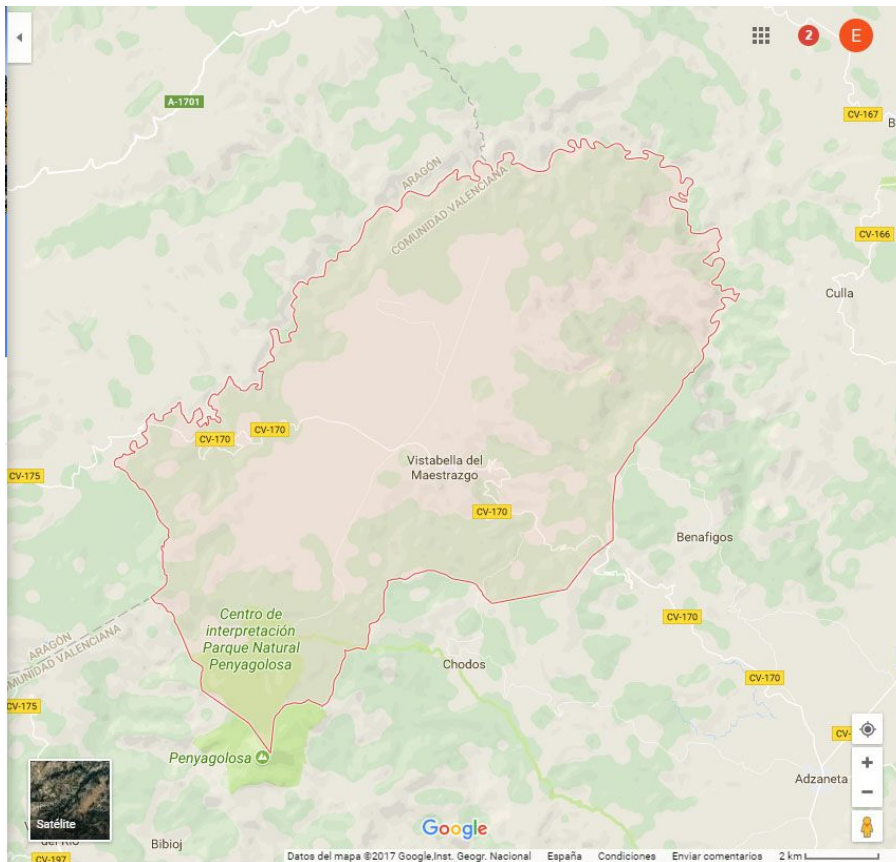 2
E
A-1701
CV-167
B
ARAGÓN
COMUNIDAD VALENCIANA
CV-166
Culla
CV-170
CV-170
CV-175
Vistabella del
Maestrazgo
CV-170
Benafigos
Centro de
interpretación
Parque Natural
Penyagolosa
CV-170
ARAGÓN
COMUNIDAD VALENCIANA
Chodos
CV-170
CV-175
CV-
Penyagolosa
Adzaneta
Satélite
del Río
Bibioj
CV-197
Google
Datos del mapa ©2017 Google,Inst. Geogr. Nacional España Condiciones Enviar comentarios 2 km